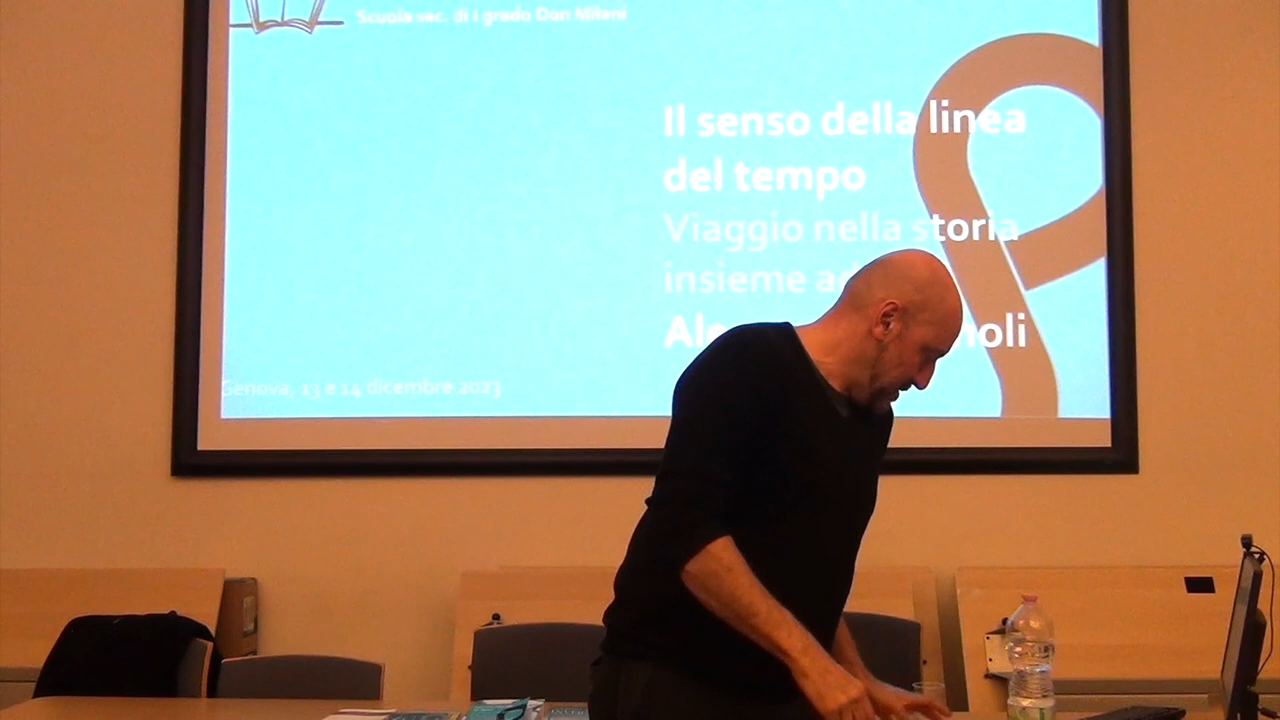 Scuola sec. di I grado Don Milani
Il senso della linea
del tempo
Viaggio nella storia
insieme
Genova, 13 e 14 dicembre 2023